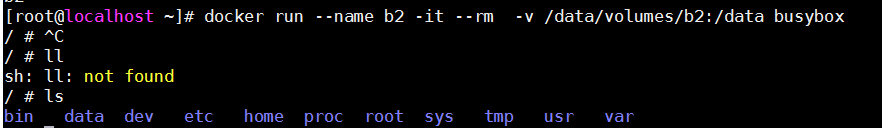 [root@localhost ~]# docker run --name b2 -it --rm  -v /data/volumes/b2:/data busybox
/ # ^C
/ # ll
sh: ll: not found
/ # ls
bin   data  dev   etc   home  proc  root  sys   tmp   usr   var